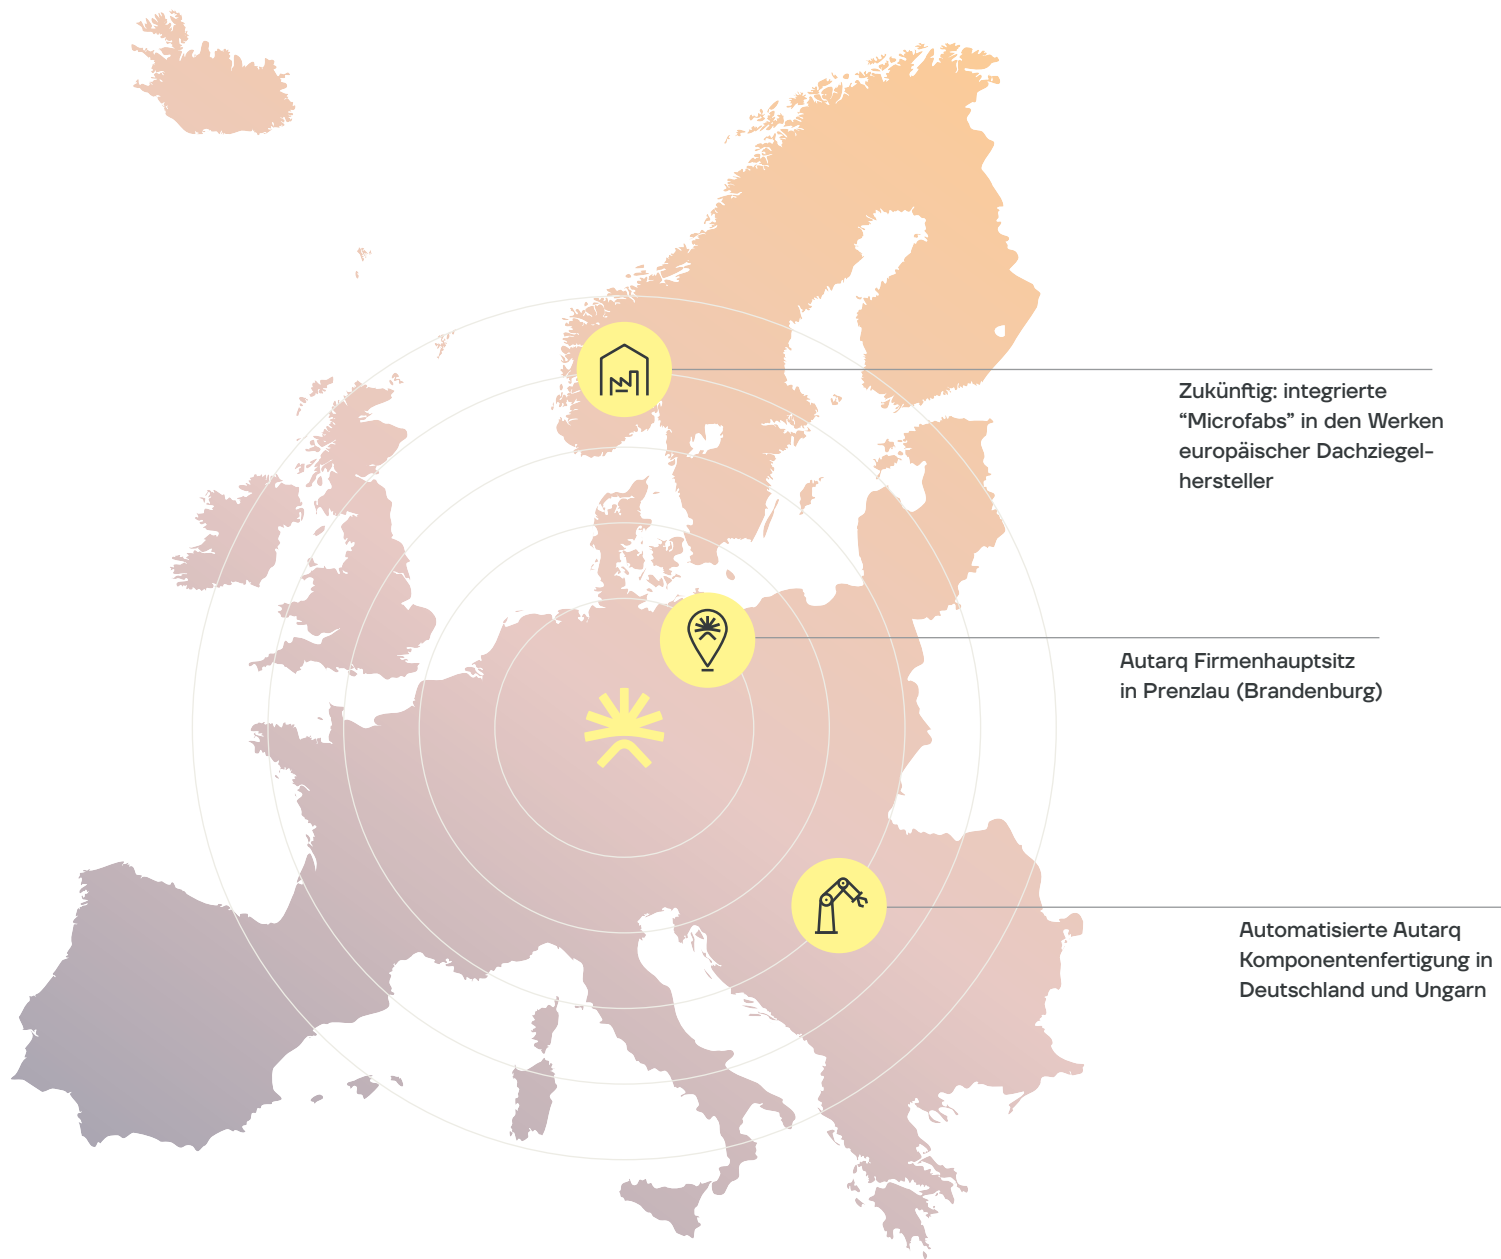 Zukünftig: integrierte
“Microfabs” in den Werken
europäischer Dachziegel-
hersteller
Autarq Firmenhauptsitz
in Prenzlau (Brandenburg)
Automatisierte Autarq
Komponentenfertigung in
Deutschland und Ungarn